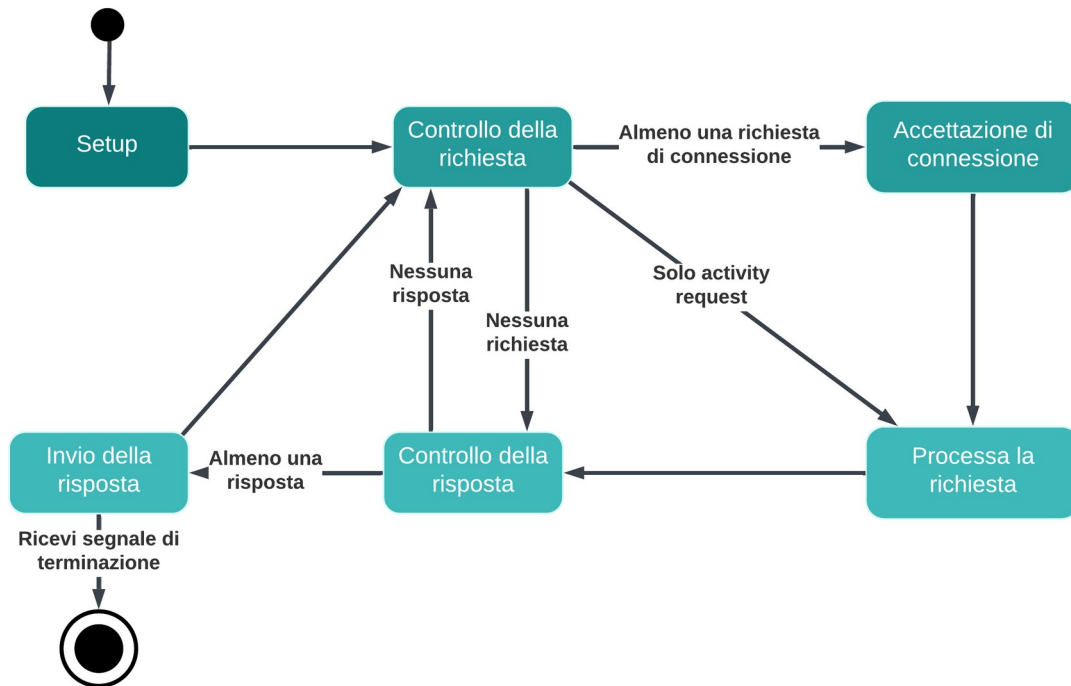 Setup
Controllo della
richiesta
Almeno una richiesta
di connessione
Accettazione di
connessione
Nessuna
risposta
Nessuna
richiesta
Solo activity
request
Invio della
risposta
Almeno una
risposta
Controllo della
risposta
Processa la
richiesta
Ricevi segnale di
terminazione